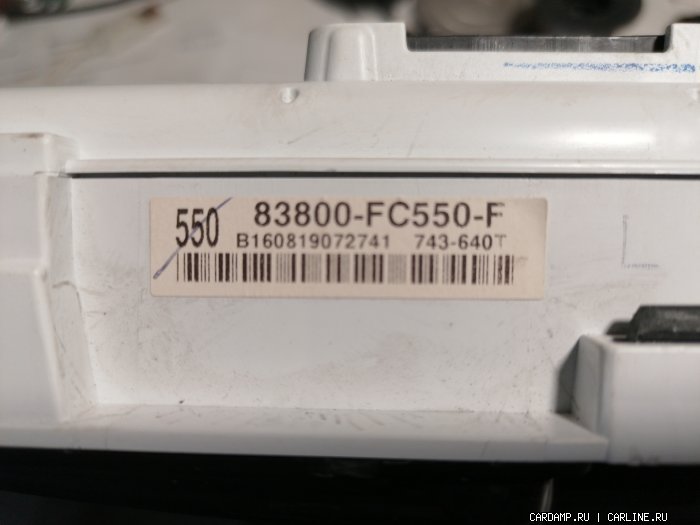 550 83800-FC550-F
B160819072741 743-640T
CARDAMP.RU | CARLINE.RU